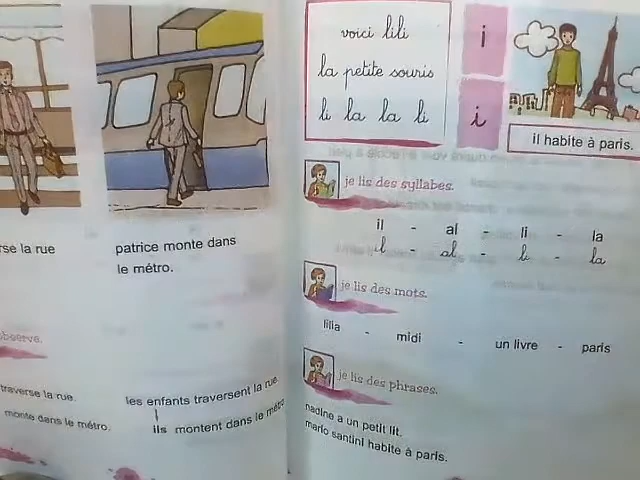 rse la rue
patrice monte dans
le métro.
observe.
traverse la rue.
monte dans le métro.
les enfants traversent la rue.
ils montent dans le métro
voici lili
la petite souris
li la la li
i
i
il habite à paris.
je lis des syllabes.
il - al - li - la
il - al - li - la
je lis des mots.
lilia - midi - un livre - paris
je lis des phrases.
nadine a un petit lit.
mario santini habite à paris.